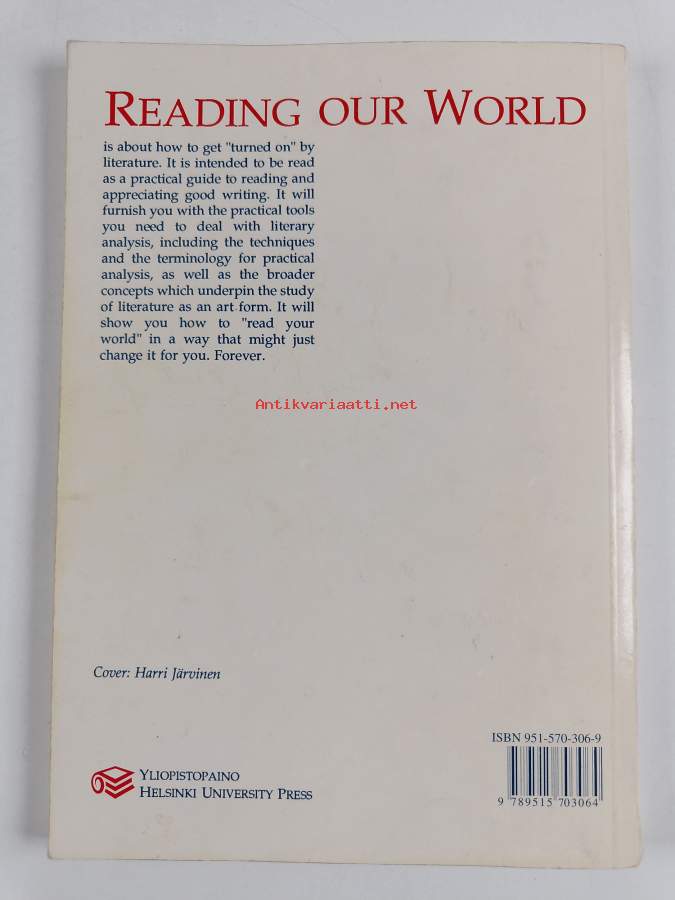 READING OUR WORLD
is about how to get "turned on" by
literature. It is intended to be read
as a practical guide to reading and
appreciating good writing. It will
furnish you with the practical tools
you need to deal with literary
analysis, including the techniques
and the terminology for practical
analysis, as well as the broader
concepts which underpin the study
of literature as an art form. It will
show you how to "read your
world" in a way that might just
change it for you. Forever.
Antikvariaatti.net
Cover: Harri Järvinen
ISBN 951-570-306-9
9 789515 703064
YLIOPISTOPAINO
HELSINKI UNIVERSITY PRESS